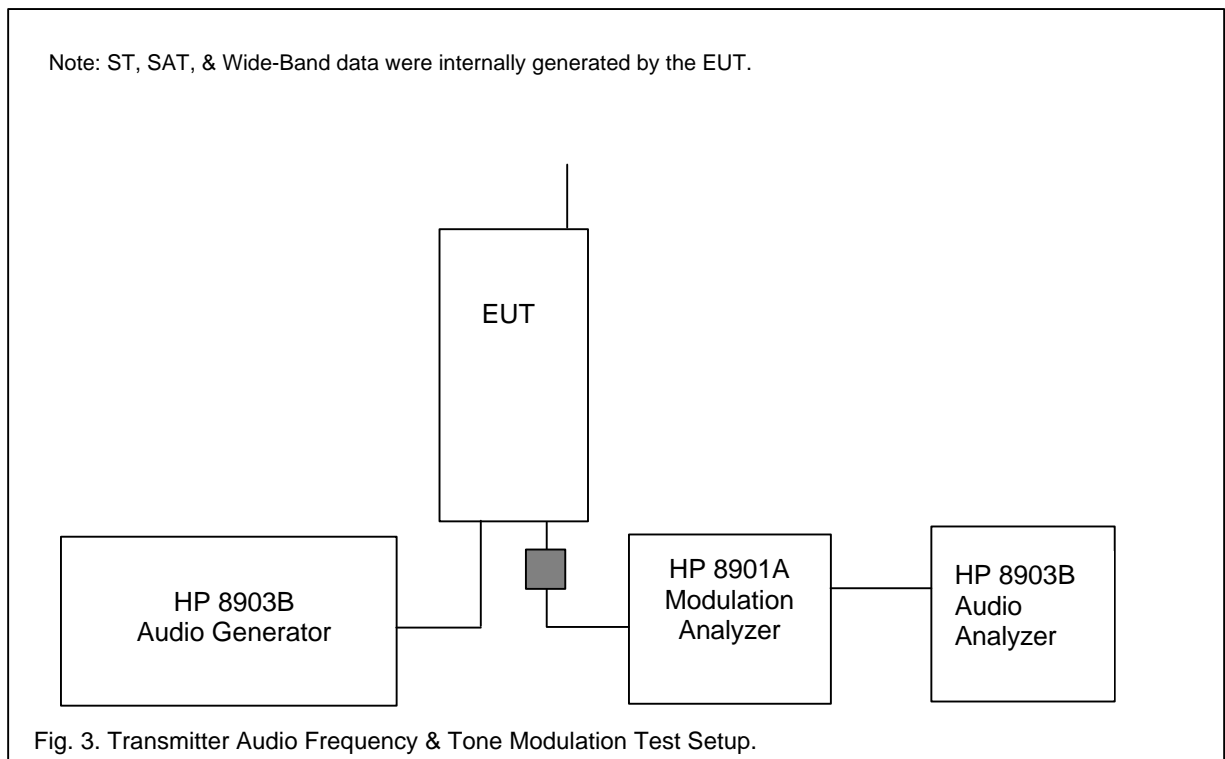 Note: ST, SAT, & Wide-Band data were internally generated by the EUT.
EUT
HP 8903B
Audio Generator
HP 8901A
Modulation
Analyzer
HP 8903B
Audio
Analyzer
Fig. 3. Transmitter Audio Frequency & Tone Modulation Test Setup.